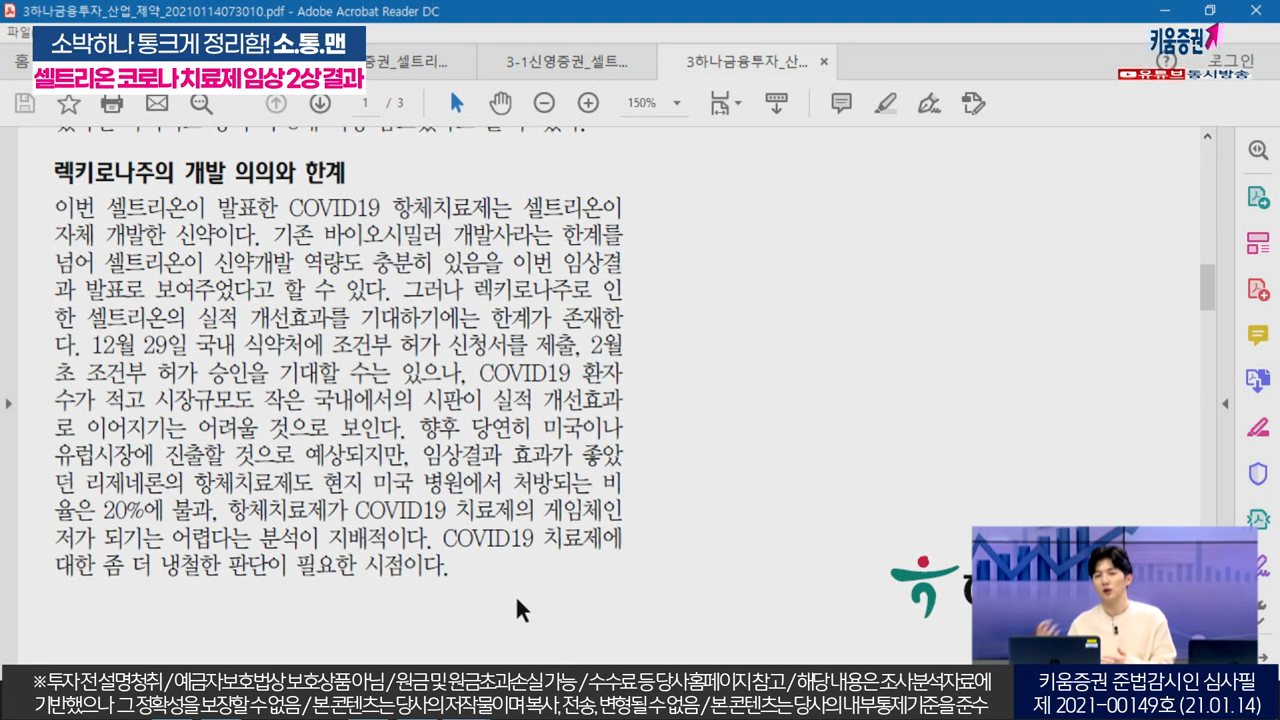 3하나금융투자_산업_제약_20210114073010.pdf - Adobe Acrobat Reader DC
소박하나 통크게 정리함! 소.통.맨
셀트리온 코로나 치료제 임상 2상 결과
키움증권
유튜브 동시방송
홈
증권_셀트리...
3-1신영증권_셀트...
3하나금융투자_산...
로그인
1 / 3
150%
렉키로나주의 개발 의의와 한계
이번 셀트리온이 발표한 COVID19 항체치료제는 셀트리온이
자체 개발한 신약이다. 기존 바이오시밀러 개발사라는 한계를
넘어 셀트리온이 신약개발 역량도 충분히 있음을 이번 임상결
과 발표로 보여주었다고 할 수 있다. 그러나 렉키로나주로 인
한 셀트리온의 실적 개선효과를 기대하기에는 한계가 존재한
다. 12월 29일 국내 식약처에 조건부 허가 신청서를 제출, 2월
초 조건부 허가 승인을 기대할 수는 있으나, COVID19 환자
수가 적고 시장규모도 작은 국내에서의 시판이 실적 개선효과
로 이어지기는 어려울 것으로 보인다. 향후 당연히 미국이나
유럽시장에 진출할 것으로 예상되지만, 임상결과 효과가 좋았
던 리제네론의 항체치료제도 현지 미국 병원에서 처방되는 비
율은 20%에 불과, 항체치료제가 COVID19 치료제의 게임체인
저가 되기는 어렵다는 분석이 지배적이다. COVID19 치료제에
대한 좀 더 냉철한 판단이 필요한 시점이다.
※ 투자 전 설명청취 / 예금자보호법상 보호상품 아님 / 원금 및 원금초과손실 가능 / 수수료 등 당사홈페이지 참고 / 해당 내용은 조사분석자료에
기반했으나 그 정확성을 보장할 수 없음 / 본 콘텐츠는 당사의 저작물이며 복사, 전송, 변형될 수 없음 / 본 콘텐츠는 당사의 내부통제기준을 준수
키움증권 준법감시인 심사필
제 2021-00149호 (21.01.14)